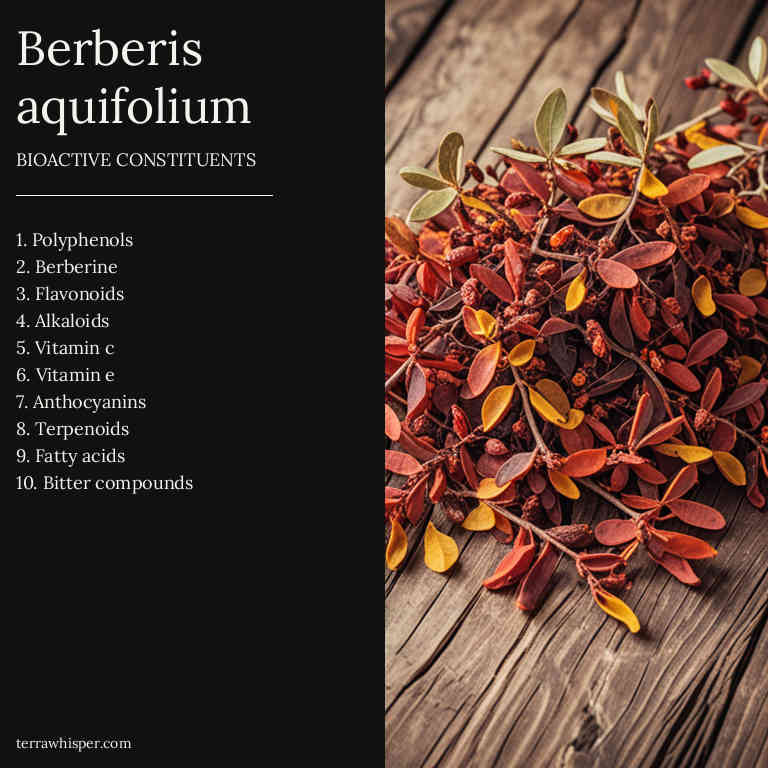 Berberis
aquifolium
BIOACTIVE CONSTITUENTS
1. Polyphenols
2. Berberine
3. Flavonoids
4. Alkaloids
5. Vitamin c
6. Vitamin e
7. Anthocyanins
8. Terpenoids
9. Fatty acids
10. Bitter compounds
terrawhisper.com